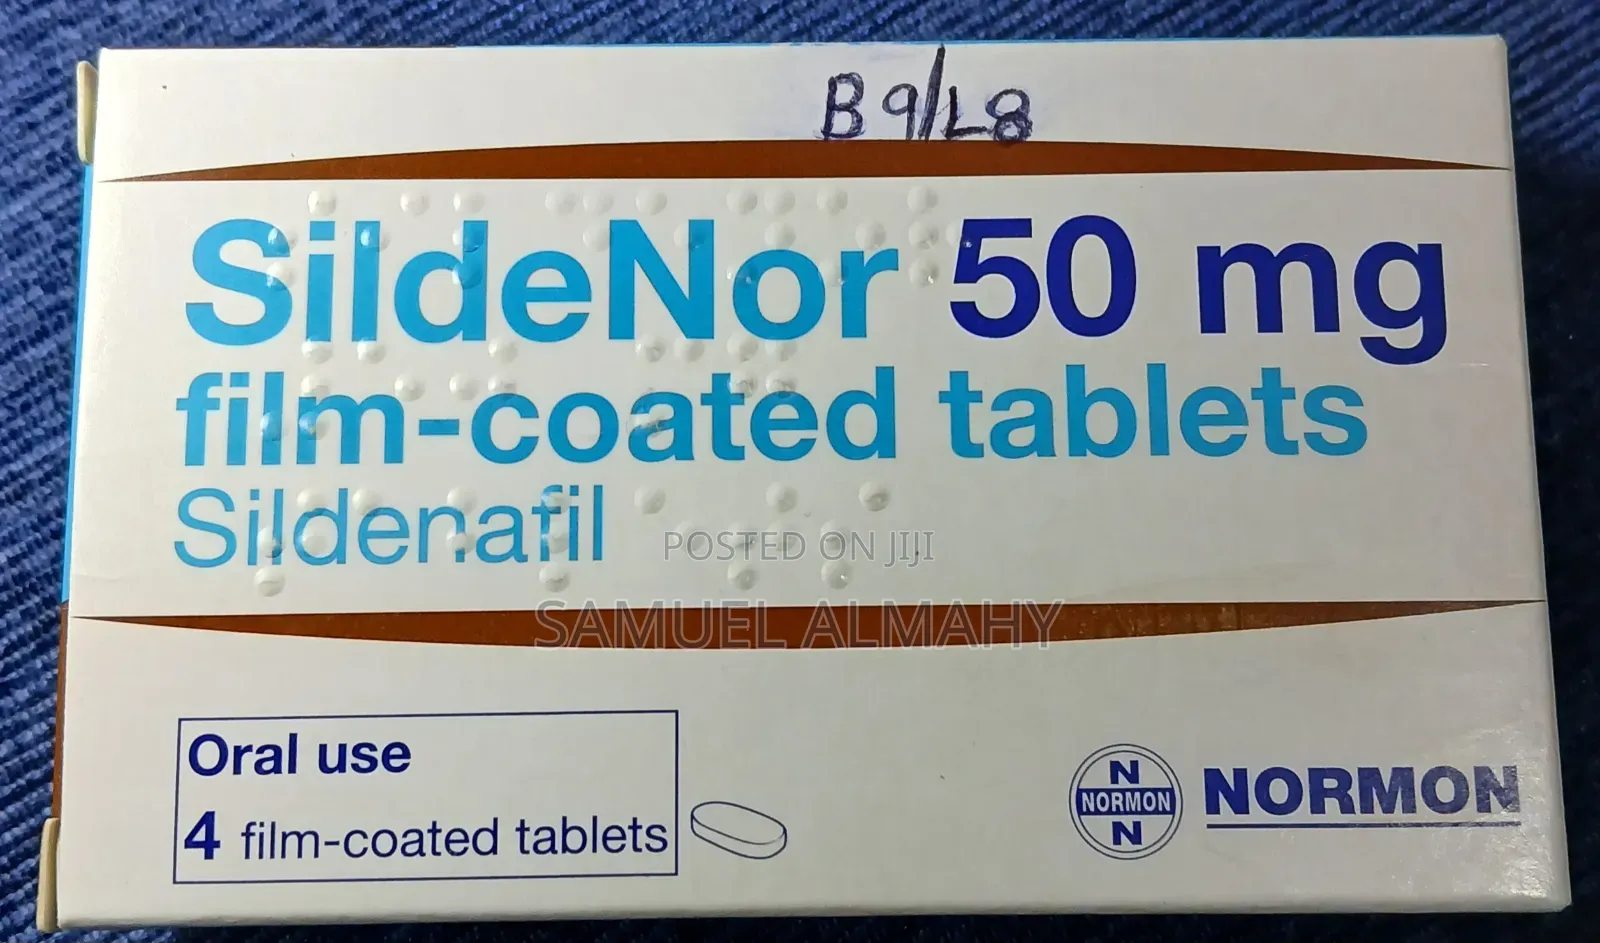 B9/L8
SildeNor 50 mg
film-coated tablets
Sildenafil
POSTED ON JIJI
SAMUEL ALMAHY
Oral use
4 film-coated tablets
N
NORMON
N
NORMON